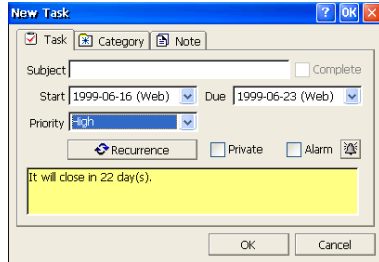 New Task ? OK X
Task Category Note
Subject Complete
Start 1999-06-16 (Web) Due 1999-06-23 (Web)
Priority High
Recurrence Private Alarm
It will close in 22 day(s).
OK Cancel